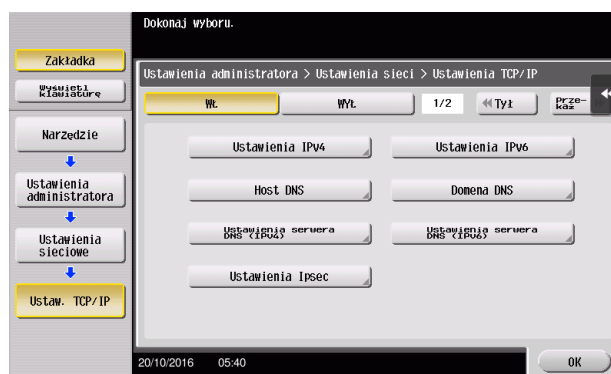 Dokonaj wyboru.
Zakładka
Wyświetl
klawiaturę
Ustawienia administratora > Ustawienia sieci > Ustawienia TCP/IP
WŁ
WYŁ
1/2
Tył
Prze-
każ
Narzędzie
Ustawienia
administratora
Ustawienia
sieciowe
Ustaw. TCP/IP
Ustawienia IPv4
Ustawienia IPv6
Host DNS
Domena DNS
Ustawienia serwera
DNS (IPv4)
Ustawienia serwera
DNS (IPv6)
Ustawienia Ipsec
20/10/2016 05:40
OK